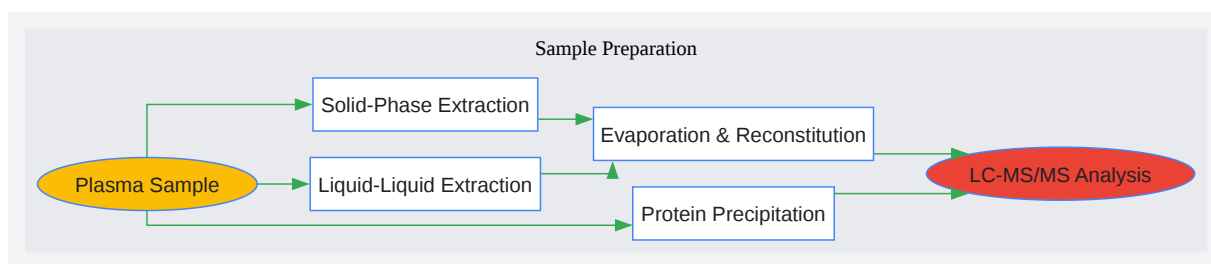 Sample Preparation
Solid-Phase Extraction
Evaporation & Reconstitution
Plasma Sample
Liquid-Liquid Extraction
LC-MS/MS Analysis
Protein Precipitation